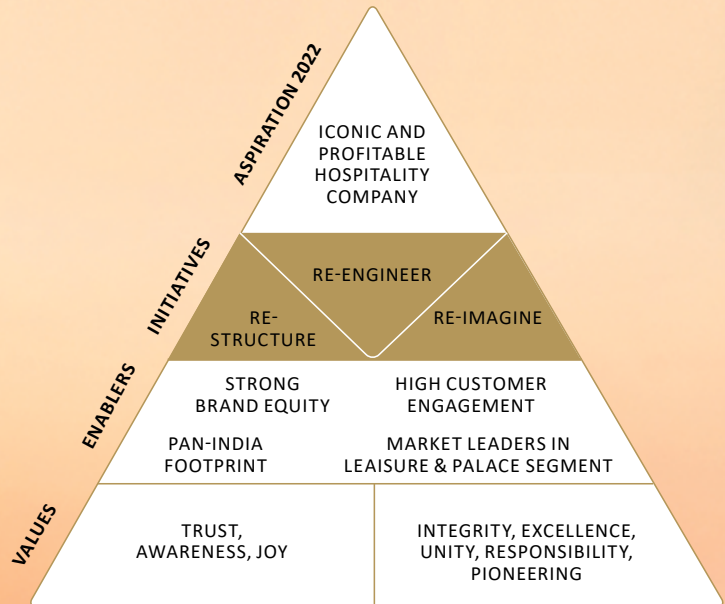 ASPIRATION 2022
ICONIC AND
PROFITABLE
HOSPITALITY
COMPANY
INITIATIVES
RE-ENGINEER
RE-
STRUCTURE
RE-IMAGINE
ENABLERS
STRONG
BRAND EQUITY
HIGH CUSTOMER
ENGAGEMENT
PAN-INDIA
FOOTPRINT
MARKET LEADERS IN
LEAISURE & PALACE SEGMENT
VALUES
TRUST,
AWARENESS, JOY
INTEGRITY, EXCELLENCE,
UNITY, RESPONSIBILITY,
PIONEERING